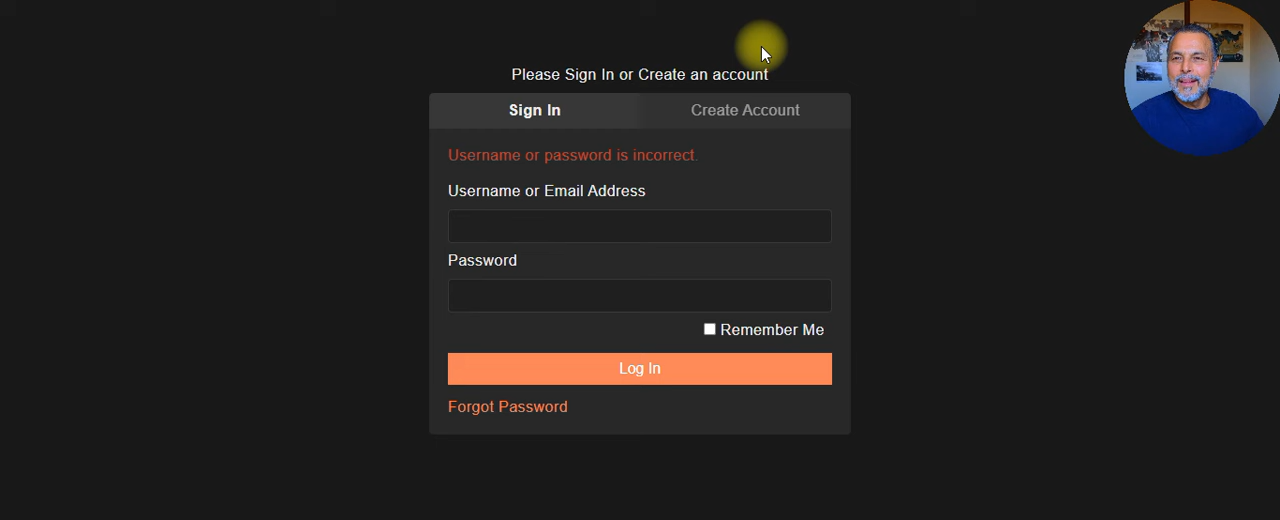 Please Sign In or Create an account
Sign In
Create Account
Username or password is incorrect.
Username or Email Address
Password
Remember Me
Log In
Forgot Password